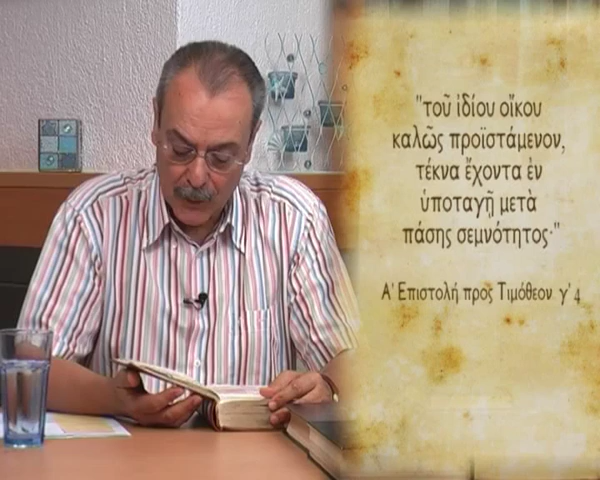 "τοῦ ἰδίου οἴκου
καλῶς προϊστάμενον,
τέκνα ἔχοντα ἐν
ὑποταγῇ μετὰ
πάσης σεμνότητος·"
Α' Επιστολή προς Τιμόθεον γ' 4